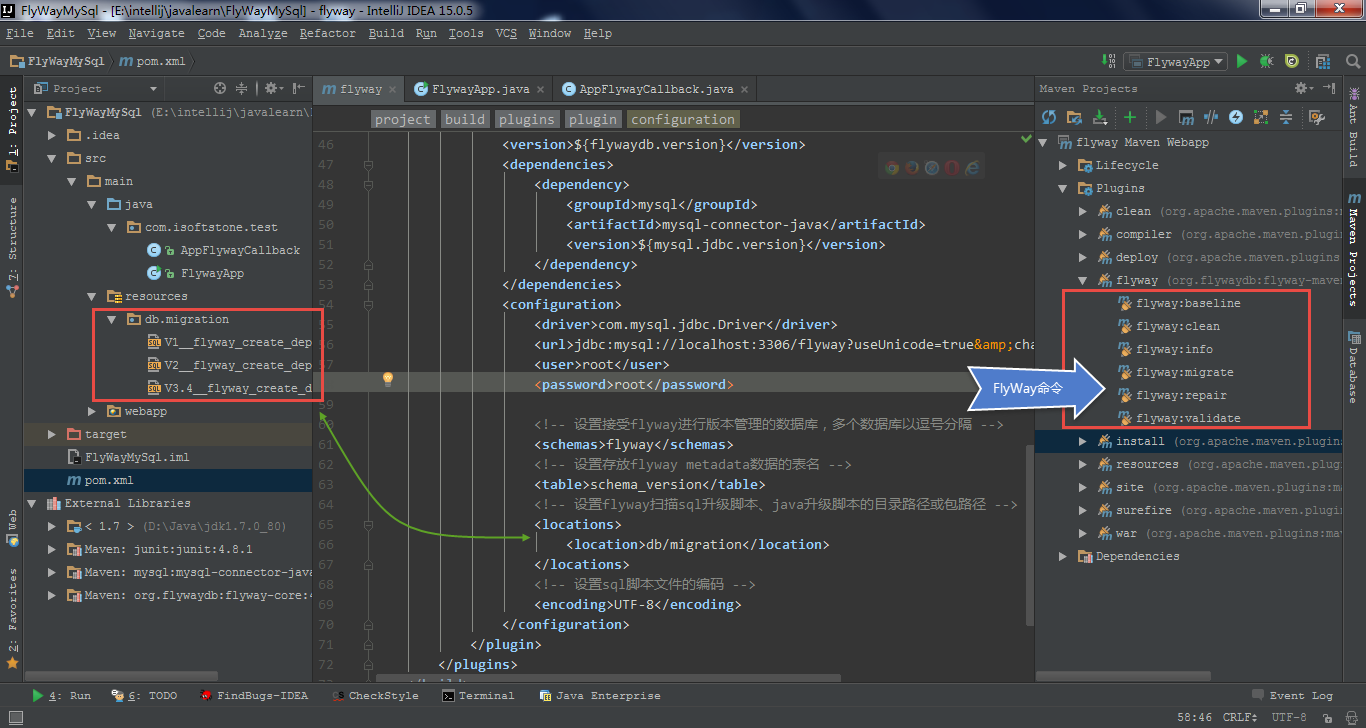 FlyWayMySql - [E:\intellij\javalearn\FlyWayMySql] - flyway - IntelliJ IDEA 15.0.5
File Edit View Navigate Code Analyze Refactor Build Run Tools VCS Window Help
FlyWayMySql pom.xml FlywayApp
1: Project
7: Structure
Web
2: Favorites
Project
FlyWayMySql (E:\intellij\javalearn\
.idea
src
main
java
com.isoftstone.test
AppFlywayCallback
FlywayApp
resources
db.migration
V1__flyway_create_dep
V2__flyway_create_dep
V3.4__flyway_create_d
webapp
target
FlyWayMySql.iml
pom.xml
External Libraries
< 1.7 > (D:\Java\jdk1.7.0_80)
Maven: junit:junit:4.8.1
Maven: mysql:mysql-connector-java
Maven: org.flywaydb:flyway-core:4
flyway FlywayApp.java AppFlywayCallback.java
project build plugins plugin configuration
46 <version>${flywaydb.version}</version>
47 <dependencies>
48 <dependency>
49 <groupId>mysql</groupId>
50 <artifactId>mysql-connector-java</artifactId>
51 <version>${mysql.jdbc.version}</version>
52 </dependency>
53 </dependencies>
54 <configuration>
55 <driver>com.mysql.jdbc.Driver</driver>
56 <url>jdbc:mysql://localhost:3306/flyway?useUnicode=true&amp;cha
57 <user>root</user>
58 <password>root</password>
59
60 <!-- 设置接受flyway进行版本管理的数据库，多个数据库以逗号分隔 -->
61 <schemas>flyway</schemas>
62 <!-- 设置存放flyway metadata数据的表名 -->
63 <table>schema_version</table>
64 <!-- 设置flyway扫描sql升级脚本、java升级脚本的目录路径或包路径 -->
65 <locations>
66 <location>db/migration</location>
67 </locations>
68 <!-- 设置sql脚本文件的编码 -->
69 <encoding>UTF-8</encoding>
70 </configuration>
71 </plugin>
72 </plugins>
FlyWay命令
Maven Projects
flyway Maven Webapp
Lifecycle
Plugins
clean (org.apache.maven.plugins:m
compiler (org.apache.maven.plugin
deploy (org.apache.maven.plugins:
flyway (org.flywaydb:flyway-mave
flyway:baseline
flyway:clean
flyway:info
flyway:migrate
flyway:repair
flyway:validate
install (org.apache.maven.plugins
resources (org.apache.maven.plugi
site (org.apache.maven.plugins:ma
surefire (org.apache.maven.plugin
war (org.apache.maven.plugins:mav
Dependencies
Ant Build
Maven Projects
Database
4: Run 6: TODO FindBugs-IDEA CheckStyle Terminal Java Enterprise Event Log
58:46 CRLF UTF-8